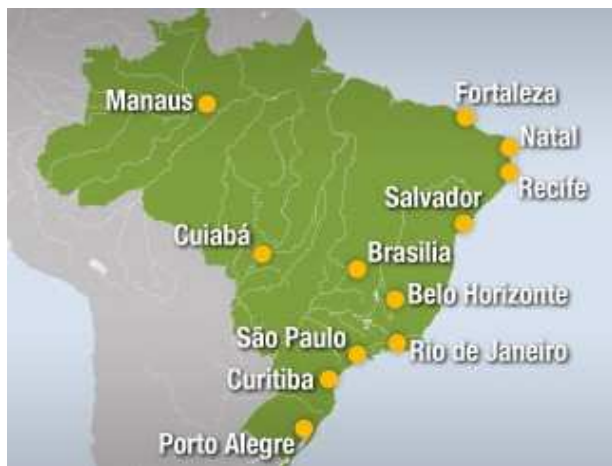 Fortaleza
Manaus
Natal
Recife
Salvador
Cuiabá
Brasilia
Belo Horizonte
São Paulo
Rio de Janeiro
Curitiba
Porto Alegre